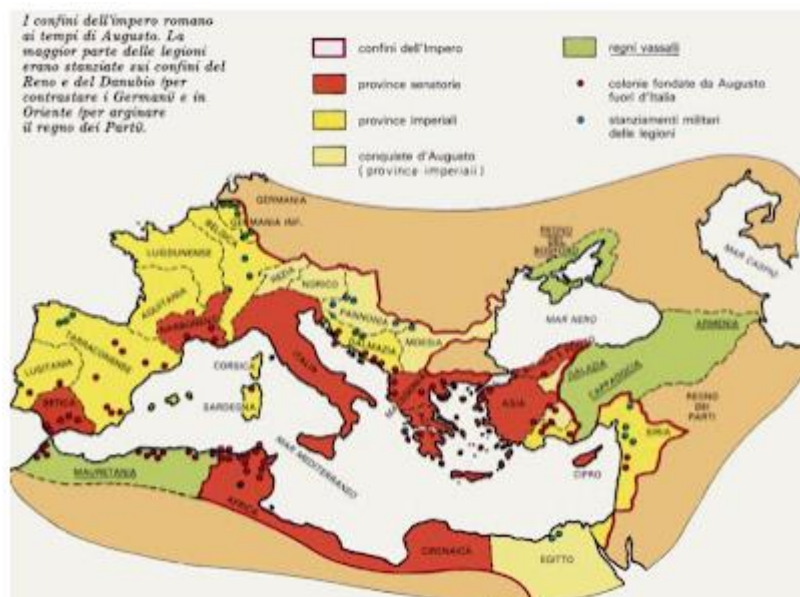 I confini dell'impero romano
ai tempi di Augusto. La
maggior parte delle legioni
erano stanziate sui confini del
Reno e del Danubio (per
contrastare i Germani) e in
Oriente (per arginare
il regno dei Parti).
confini dell'Impero
province senatorie
province imperiali
conquiste d'Augusto
(province imperiali)
regni vassalli
colonie fondate da Augusto
fuori d'Italia
stanziamenti militari
delle legioni
GERMANIA
GERMANIA INF.
BELGICA
LUGDUNENSE
AQUITANIA
NARBONESE
REZIA
NORICO
PANNONIA
DALMAZIA
MOESIA
ITALIA
CORSICA
SARDEGNA
TARRACONENSE
LUSITANIA
BETICA
MAURETANIA
AFRICA
MAR MEDITERRANEO
CIRENAICA
EGITTO
CIPRO
SIRIA
ASIA
GALAZIA
CAPPADOCIA
ARMENIA
REGNO
DEI
PARTI
MAR NERO
MAR CASPIO
REGNO
DEL
BOSFORO